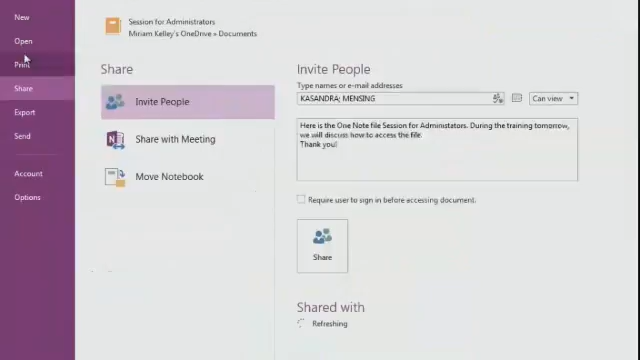 New
Open
Print
Share
Export
Send
Account
Options
Session for Administrators
Miriam Kelley's OneDrive » Documents
Share
Invite People
Share with Meeting
Move Notebook
Invite People
Type names or e-mail addresses
KASANDRA; MENSING
Can view
Here is the One Note file Session for Administrators. During the training tomorrow,
we will discuss how to access the file.
Thank you!
Require user to sign in before accessing document.
Share
Shared with
Refreshing